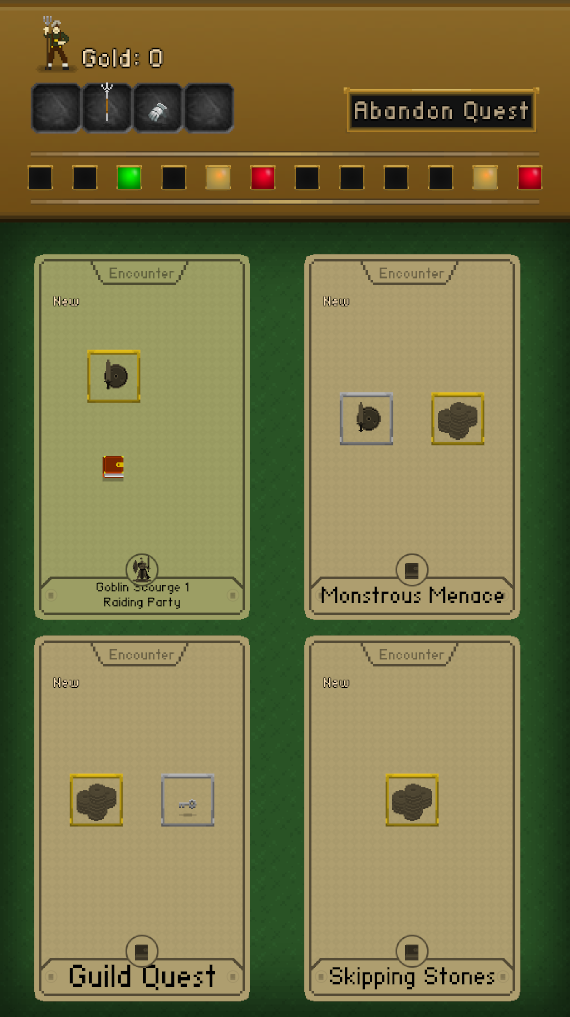 Gold: 0
Abandon Quest
Encounter
New
Goblin Scourge 1
Raiding Party
Encounter
New
Monstrous Menace
Encounter
New
Guild Quest
Encounter
New
Skipping Stones